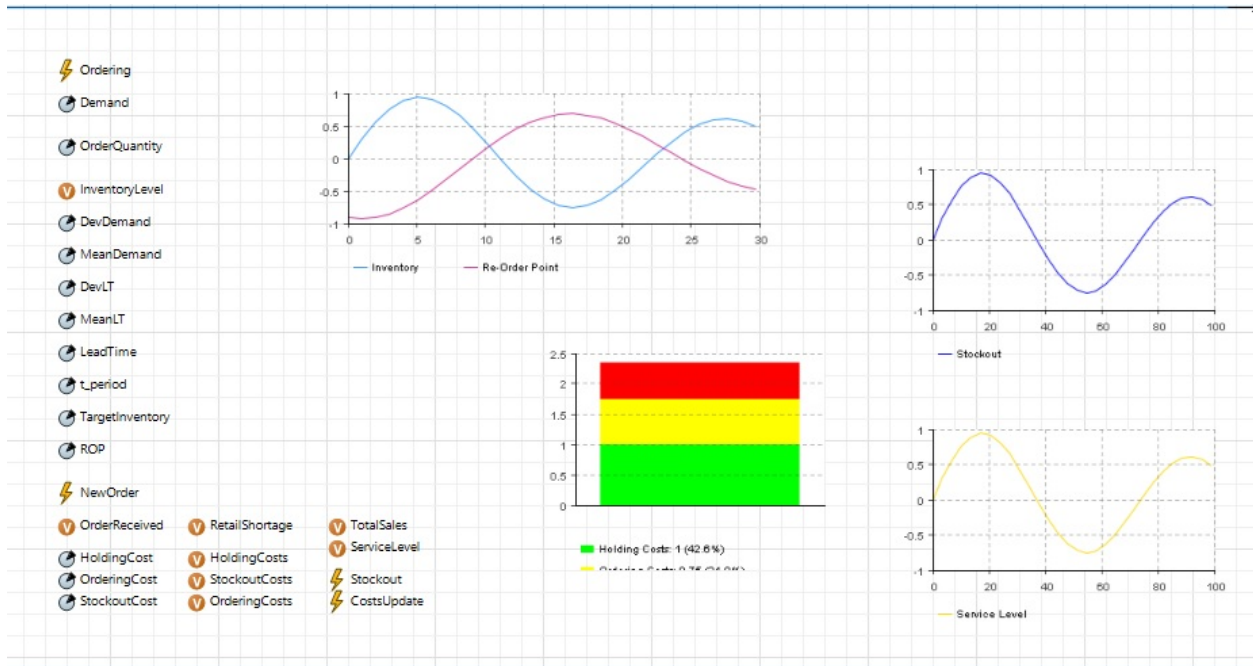 Ordering
Demand
OrderQuantity
InventoryLevel
DevDemand
MeanDemand
DevLT
MeanLT
LeadTime
t_period
TargetInventory
ROP
NewOrder
V OrderReceived V RetailShortage V TotalSales
V ServiceLevel
HoldingCost V HoldingCosts
OrderingCost V StockoutCosts Stockout
StockoutCost V OrderingCosts CostsUpdate
1
0.5
0
-0.5
-1
0 5 10 15 20 25 30
Inventory Re-Order Point
2.5
2
1.5
1
0.5
0
Holding Costs: 1 (42.6%)
1
0.5
0
-0.5
-1
0 20 40 60 80 100
Stockout
1
0.5
0
-0.5
-1
0 20 40 60 80 100
Service Level